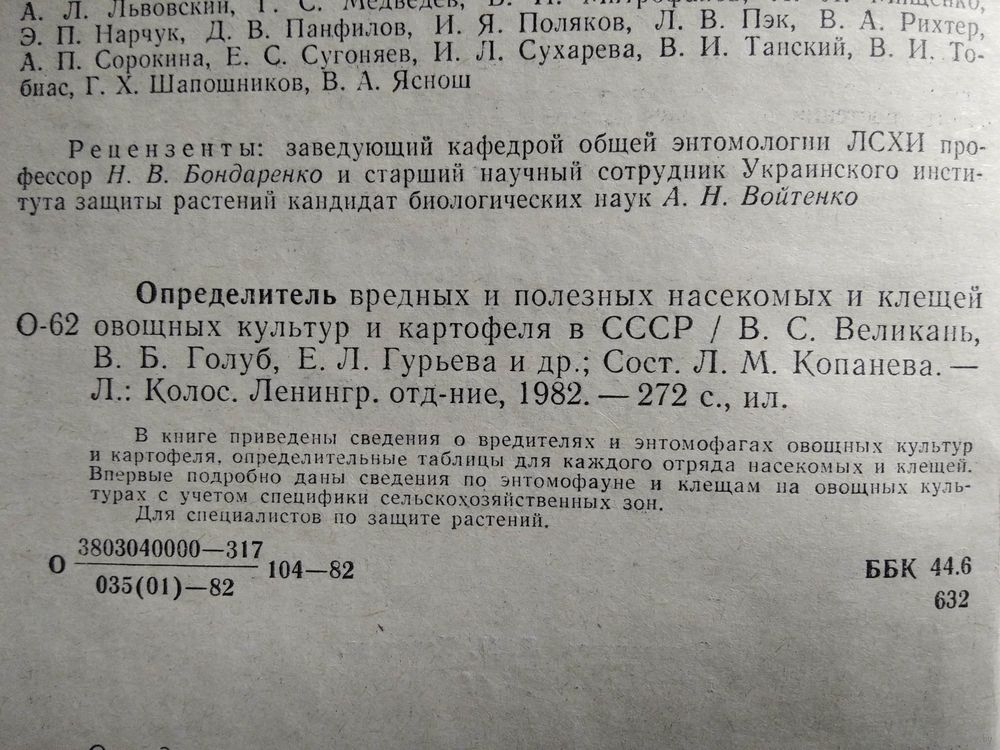 А. Л. Львовский, Г. С. Медведев,
Э. П. Нарчук, Д. В. Панфилов, И. Я. Поляков, Л. В. Пэк, В. А. Рихтер,
А. П. Сорокина, Е. С. Сугоняев, И. Л. Сухарева, В. И. Танский, В. И. То-
биас, Г. Х. Шапошников, В. А. Яснош
Рецензенты: заведующий кафедрой общей энтомологии ЛСХИ про-
фессор Н. В. Бондаренко и старший научный сотрудник Украинского инсти-
тута защиты растений кандидат биологических наук А. Н. Войтенко
Определитель вредных и полезных насекомых и клещей
О-62 овощных культур и картофеля в СССР / В. С. Великань,
В. Б. Голуб, Е. Л. Гурьева и др.; Сост. Л. М. Копанева. —
Л.: Колос. Ленингр. отд-ние, 1982. — 272 с., ил.
В книге приведены сведения о вредителях и энтомофагах овощных культур
и картофеля, определительные таблицы для каждого отряда насекомых и клещей.
Впервые подробно даны сведения по энтомофауне и клещам на овощных куль-
турах с учетом специфики сельскохозяйственных зон.
Для специалистов по защите растений.
О 3803040000—317
035(01)—82 104—82
ББК 44.6
632